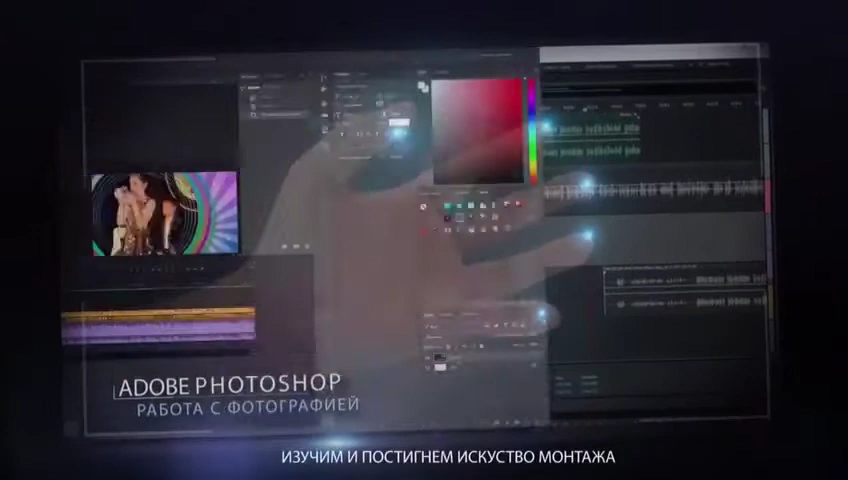 ADOBE PHOTOSHOP
РАБОТА С ФОТОГРАФИЕЙ
ИЗУЧИМ И ПОСТИГНЕМ ИСКУСТВО МОНТАЖА